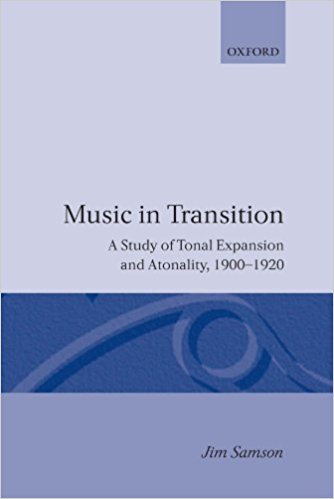 OXFORD
Music in Transition
A Study of Tonal Expansion
and Atonality, 1900–1920
Jim Samson